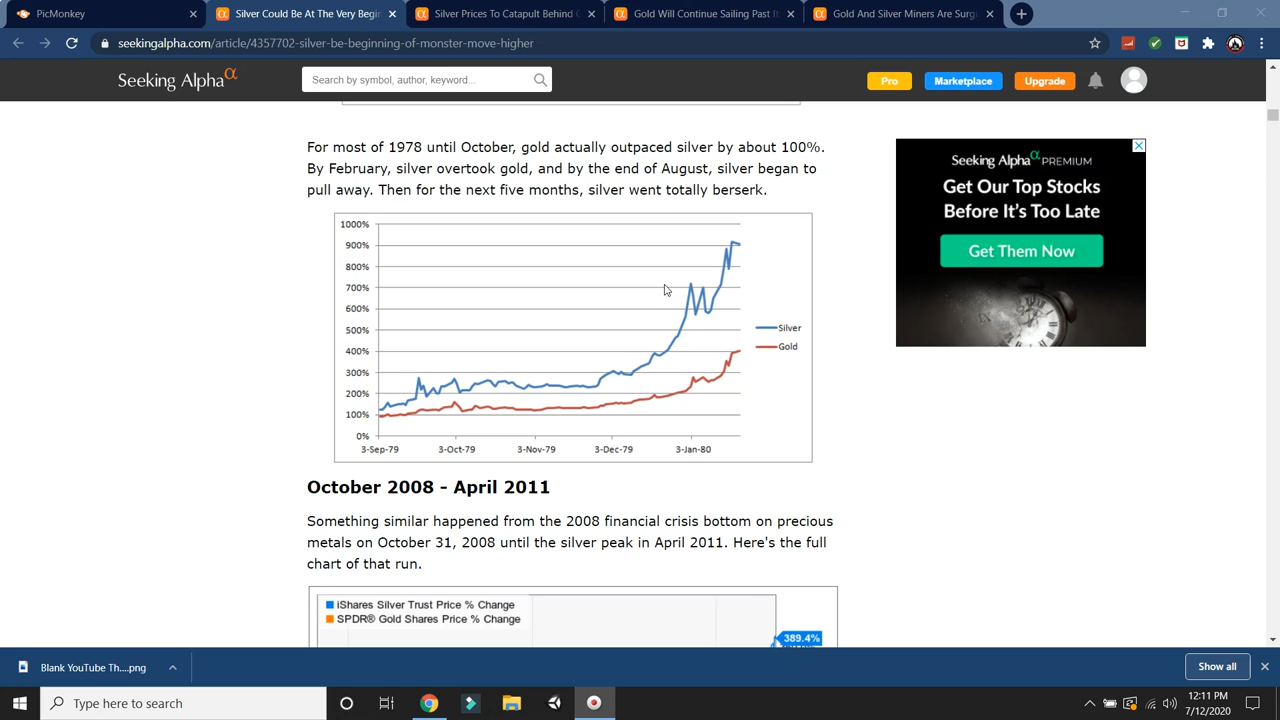 PicMonkey
Silver Could Be At The Very Begin
Silver Prices To Catapult Behind
Gold Will Continue Sailing Past I
Gold And Silver Miners Are Surg
seekingalpha.com/article/4357702-silver-be-beginning-of-monster-move-higher
Seeking Alpha α
Search by symbol, author, keyword...
Pro
Marketplace
Upgrade
For most of 1978 until October, gold actually outpaced silver by about 100%.
By February, silver overtook gold, and by the end of August, silver began to
pull away. Then for the next five months, silver went totally berserk.
1000%
900%
800%
700%
600%
500%
400%
300%
200%
100%
0%
3-Sep-79
3-Oct-79
3-Nov-79
3-Dec-79
3-Jan-80
Silver
Gold
Seeking Alpha α PREMIUM
Get Our Top Stocks
Before It's Too Late
Get Them Now
October 2008 - April 2011
Something similar happened from the 2008 financial crisis bottom on precious
metals on October 31, 2008 until the silver peak in April 2011. Here's the full
chart of that run.
iShares Silver Trust Price % Change
SPDR® Gold Shares Price % Change
389.4%
Blank YouTube Th....png
Show all
Type here to search
12:11 PM
7/12/2020